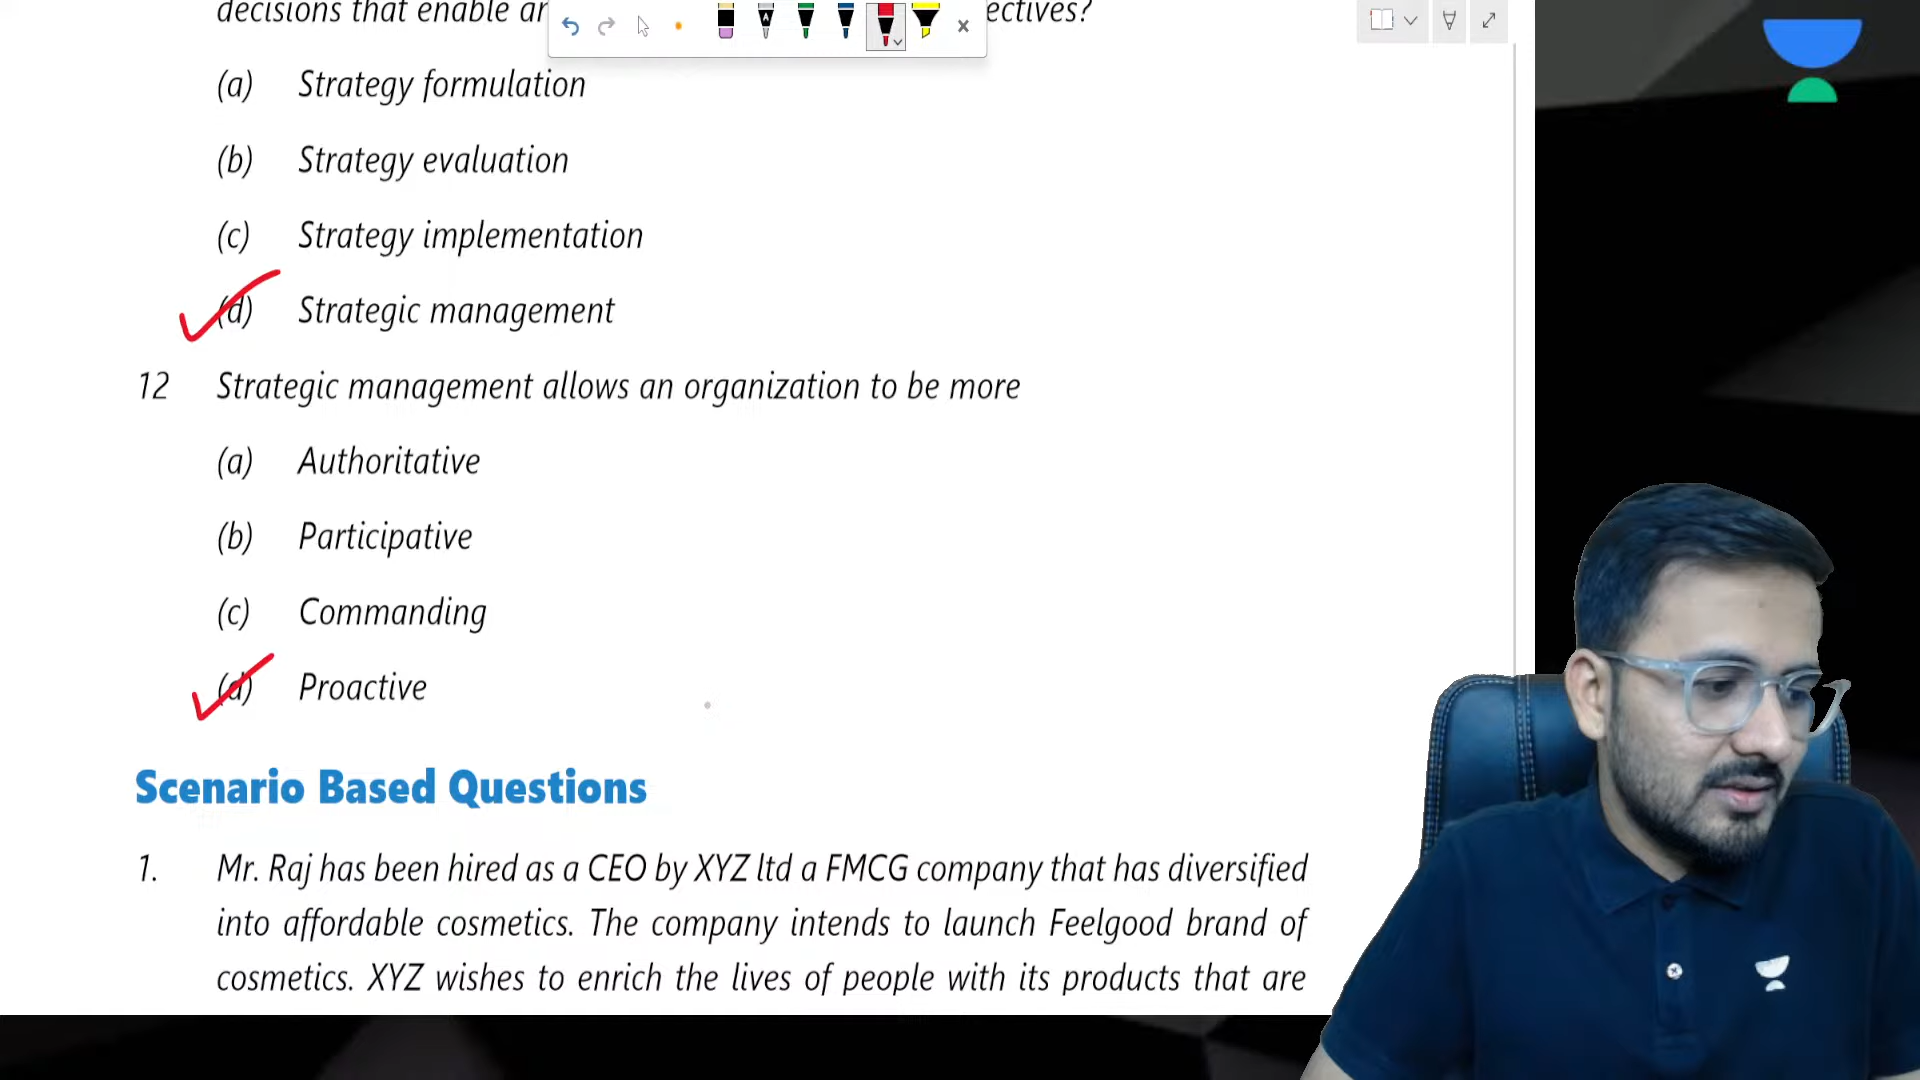 decisions that enable an ectives?
(a) Strategy formulation
(b) Strategy evaluation
(c) Strategy implementation
(d) Strategic management
12 Strategic management allows an organization to be more
(a) Authoritative
(b) Participative
(c) Commanding
(d) Proactive
Scenario Based Questions
1. Mr. Raj has been hired as a CEO by XYZ ltd a FMCG company that has diversified
into affordable cosmetics. The company intends to launch Feelgood brand of
cosmetics. XYZ wishes to enrich the lives of people with its products that are